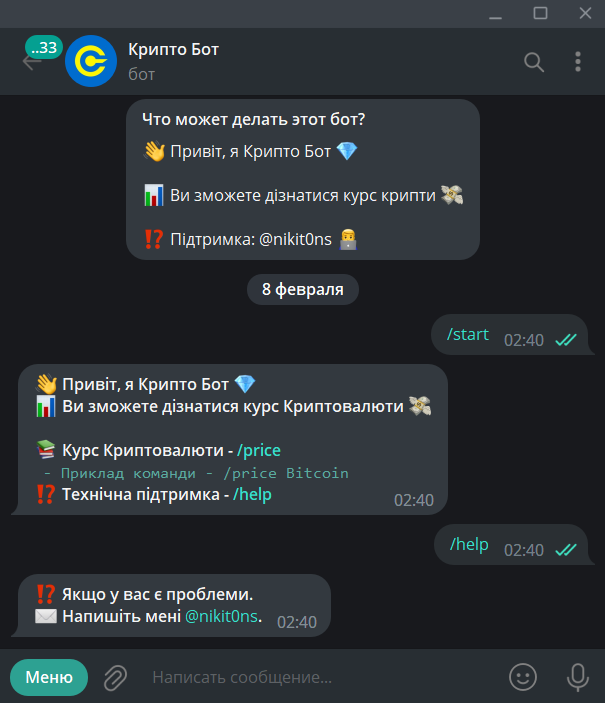 ..33
Крипто Бот
бот
Что может делать этот бот?
👋 Привіт, я Крипто Бот 💎
📊 Ви зможете дізнатися курс крипти 💸
⁉️ Підтримка: @nikit0ns 👨‍💻
8 февраля
/start 02:40
👋 Привіт, я Крипто Бот 💎
📊 Ви зможете дізнатися курс Криптовалюти 💸
📚 Курс Криптовалюти - /price
- Приклад команди - /price Bitcoin
⁉️ Технічна підтримка - /help
02:40
/help 02:40
⁉️ Якщо у вас є проблеми.
✉️ Напишіть мені @nikit0ns. 02:40
Меню
Написать сообщение...